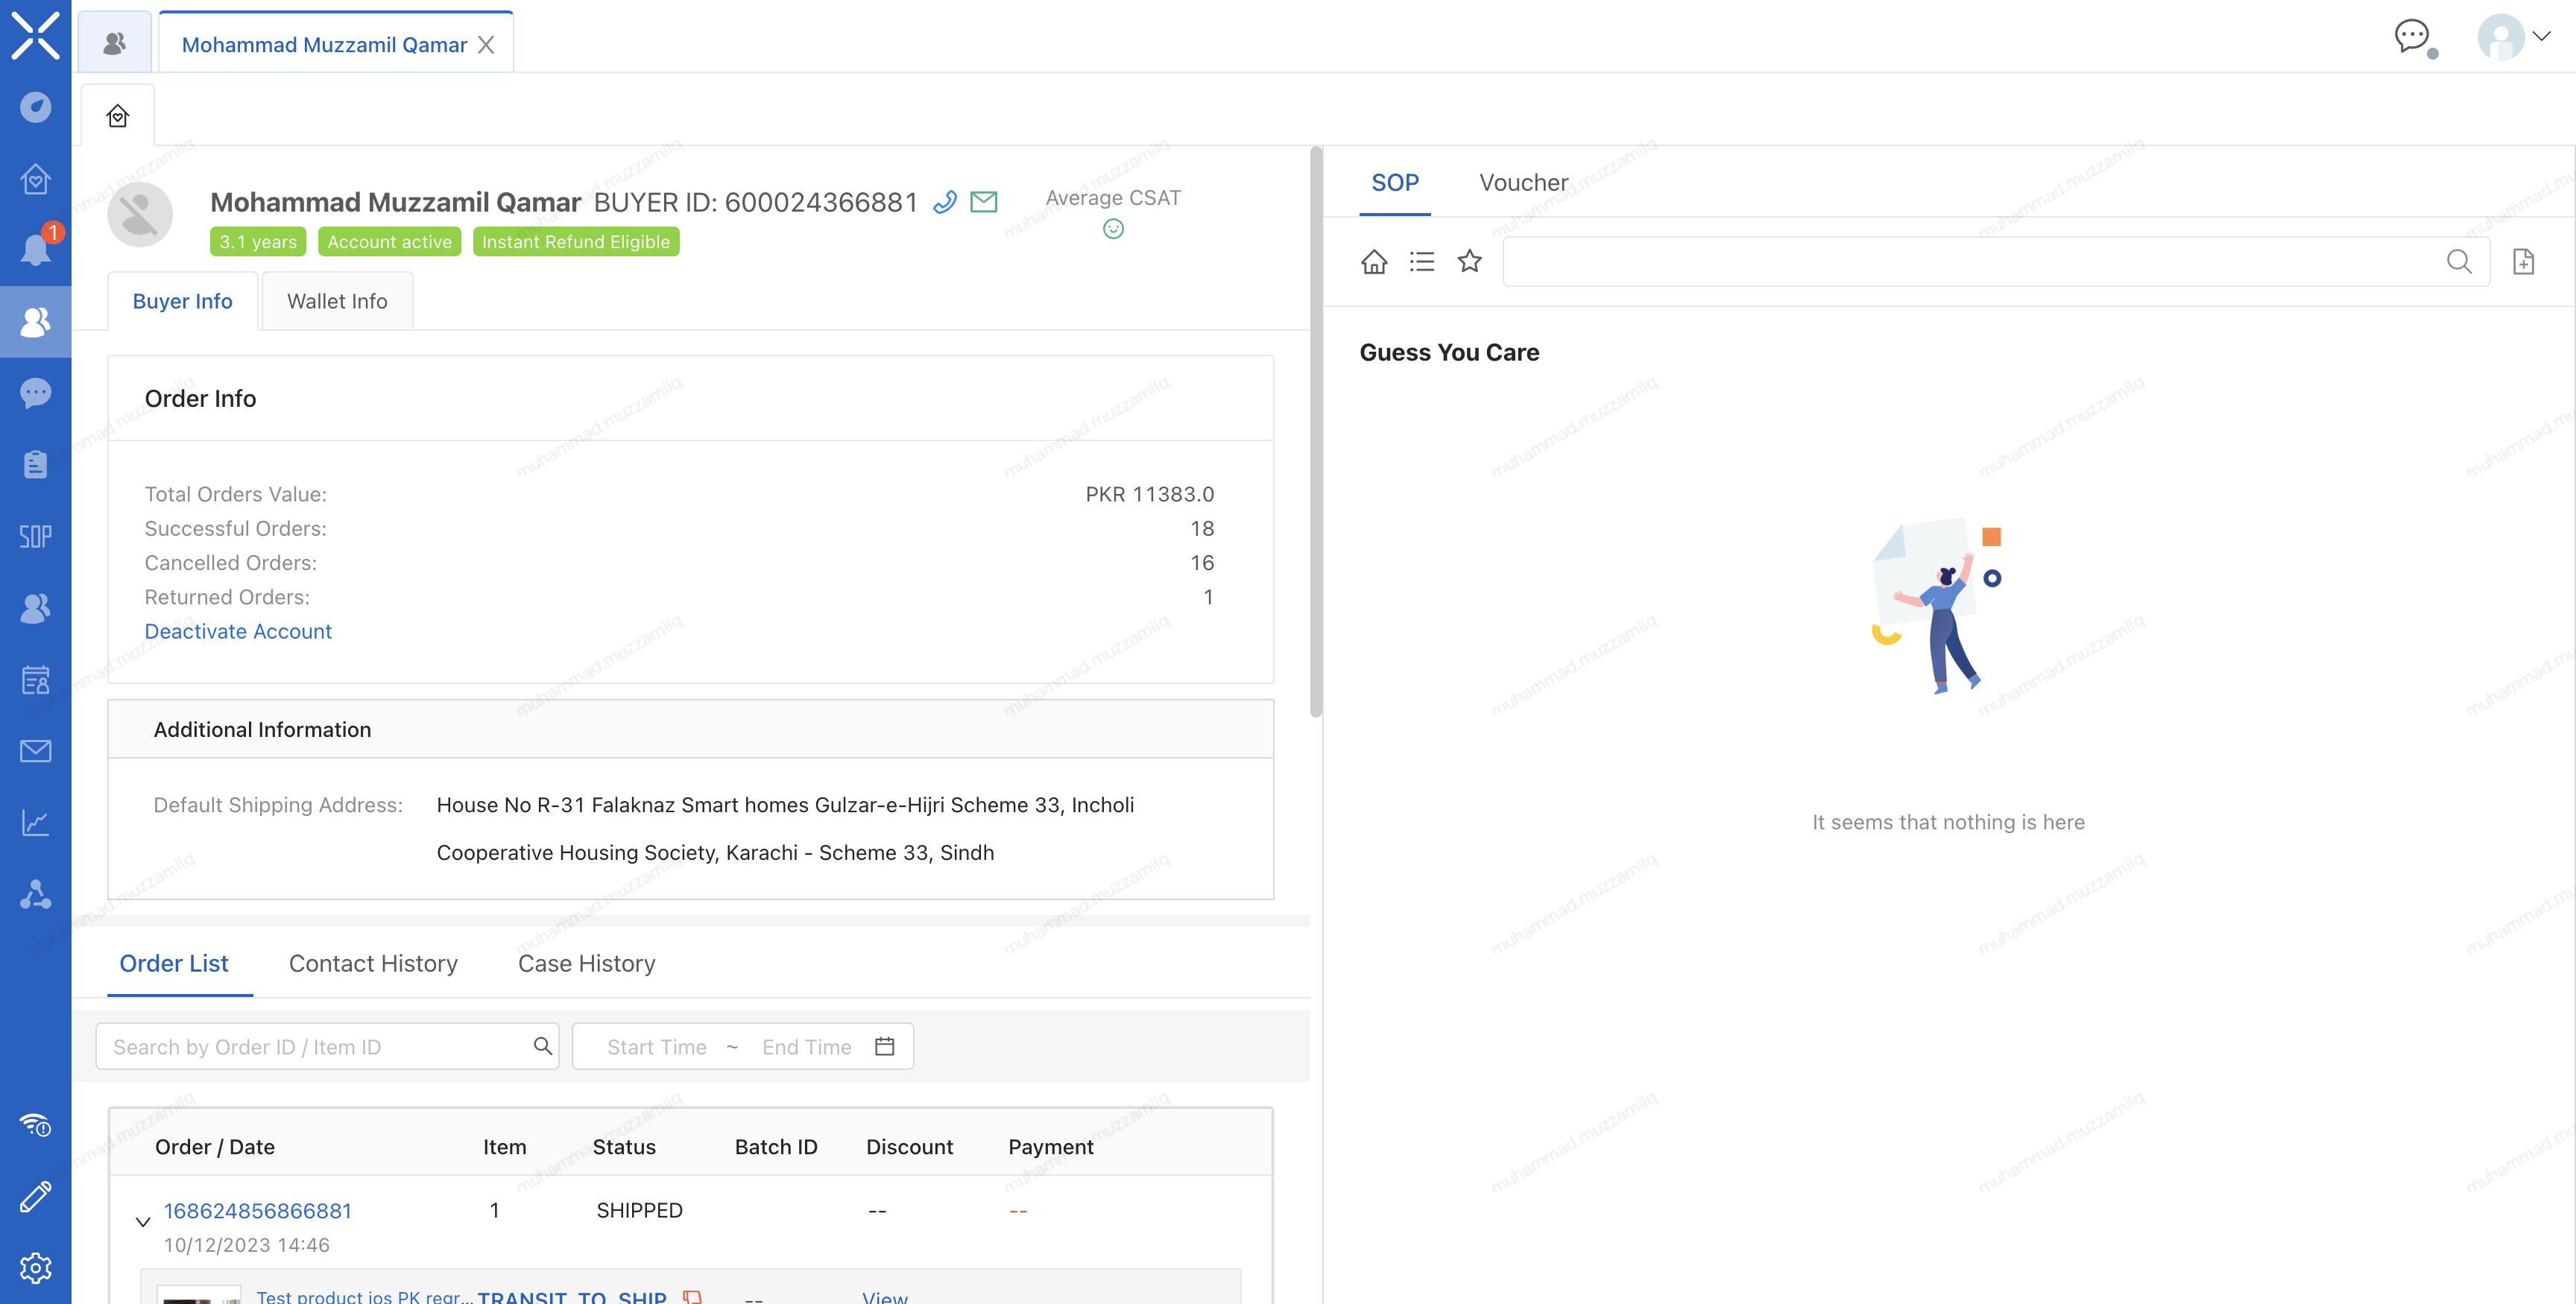 Mohammad Muzzamil Qamar
Mohammad Muzzamil Qamar BUYER ID: 600024366881
Average CSAT
3.1 years Account active Instant Refund Eligible
Buyer Info Wallet Info
Order Info
Total Orders Value: PKR 11383.0
Successful Orders: 18
Cancelled Orders: 16
Returned Orders: 1
Deactivate Account
Additional Information
Default Shipping Address: House No R-31 Falaknaz Smart homes Gulzar-e-Hijri Scheme 33, Incholi
Cooperative Housing Society, Karachi - Scheme 33, Sindh
Order List Contact History Case History
Search by Order ID / Item ID Start Time ~ End Time
Order / Date Item Status Batch ID Discount Payment
168624856866881 1 SHIPPED -- --
10/12/2023 14:46
Test product ios PK regr... TRANSIT_TO_SHIP -- View
SOP Voucher
Guess You Care
It seems that nothing is here
1
SOP
muhammad.muzzamilq